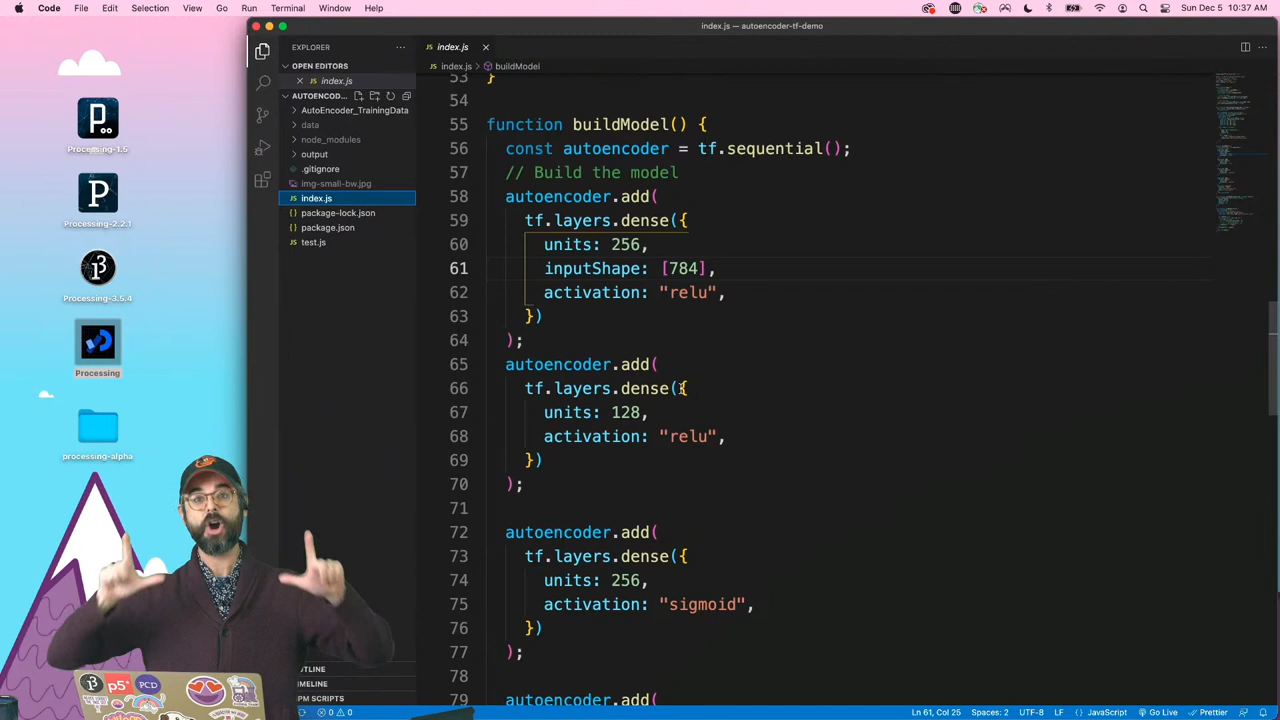 Code File Edit Selection View Go Run Terminal Window Help Sun Dec 5 10:37 AM
index.js — autoencoder-tf-demo
EXPLORER
OPEN EDITORS
index.js
AUTOENCOD...
AutoEncoder_TrainingData
data
node_modules
output
.gitignore
img-small-bw.jpg
index.js
package-lock.json
package.json
test.js
NPM SCRIPTS
Processing-1.5
Processing-2.2.1
Processing-3.5.4
Processing
processing-alpha
index.js
index.js > buildModel
53 }
54
55 function buildModel() {
56 const autoencoder = tf.sequential();
57 // Build the model
58 autoencoder.add(
59 tf.layers.dense({
60 units: 256,
61 inputShape: [784],
62 activation: "relu",
63 })
64 );
65 autoencoder.add(
66 tf.layers.dense({
67 units: 128,
68 activation: "relu",
69 })
70 );
71
72 autoencoder.add(
73 tf.layers.dense({
74 units: 256,
75 activation: "sigmoid",
76 })
77 );
78
79 autoencoder.add(
p5*
PCD
0 0 Ln 61, Col 25 Spaces: 2 UTF-8 LF {} JavaScript Go Live Prettier